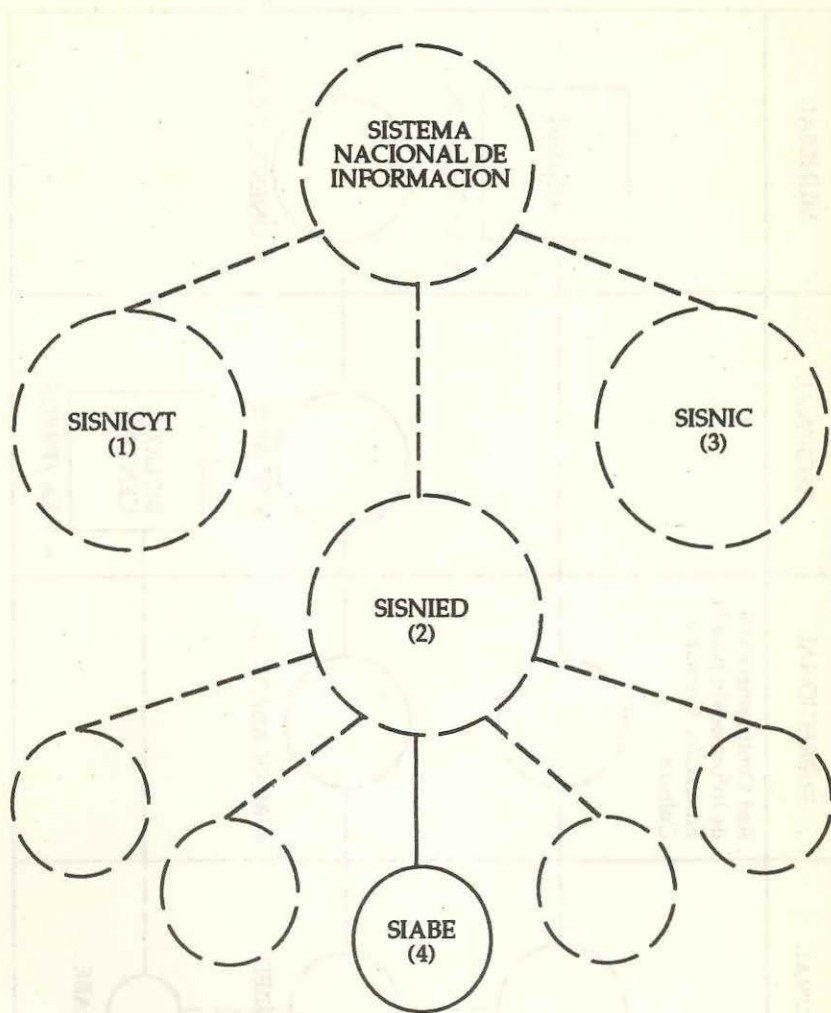 SISTEMA
NACIONAL DE
INFORMACION
SISNICYT
(1)
SISNIC
(3)
SISNIED
(2)
SIABE
(4)